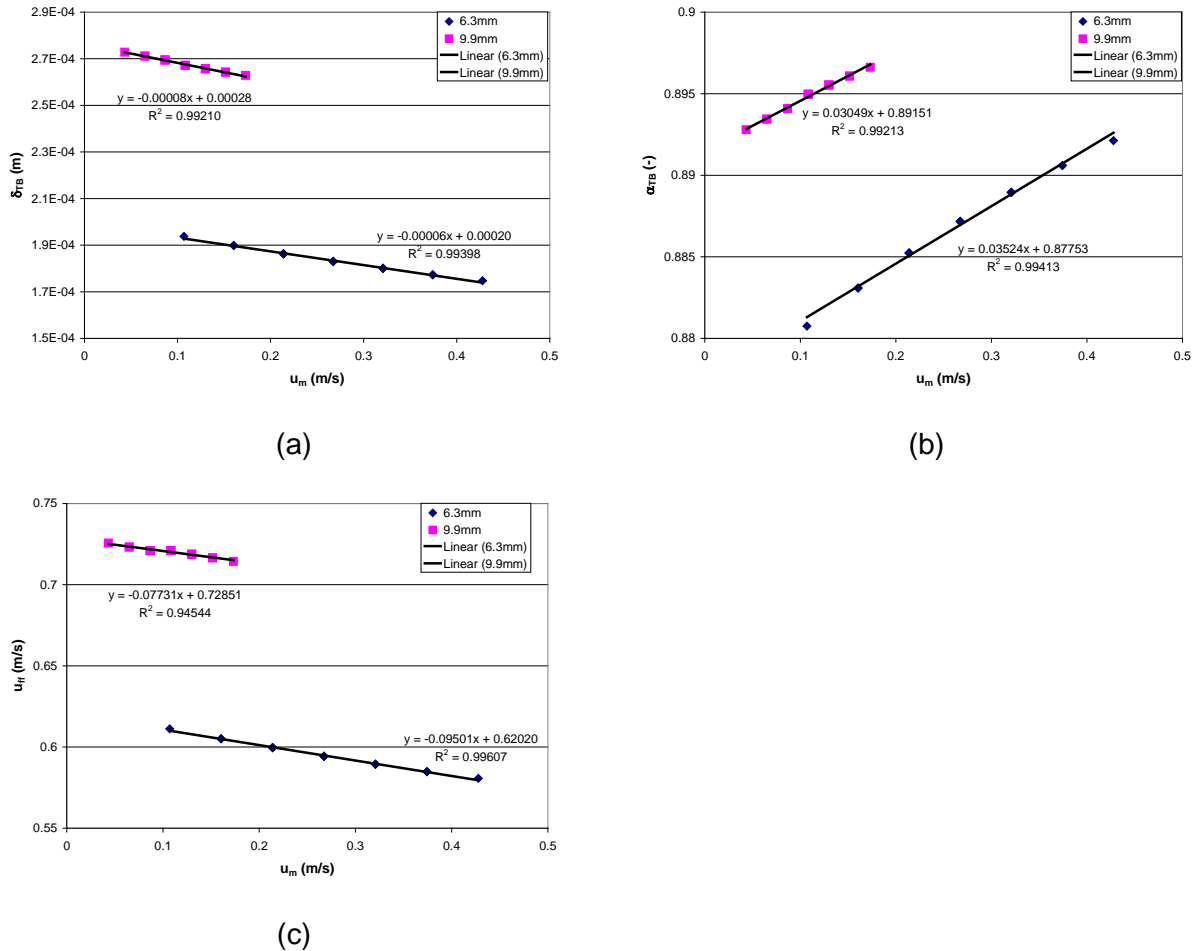 2.9E-04
2.7E-04
2.5E-04
2.3E-04
2.1E-04
1.9E-04
1.7E-04
1.5E-04
δTB (m)
6.3mm
9.9mm
Linear (6.3mm)
Linear (9.9mm)
y = -0.00008x + 0.00028
R² = 0.99210
y = -0.00006x + 0.00020
R² = 0.99398
0 0.1 0.2 0.3 0.4 0.5
um (m/s)
(a)
0.9
0.895
0.89
0.885
0.88
αTB (-)
6.3mm
9.9mm
Linear (6.3mm)
Linear (9.9mm)
y = 0.03049x + 0.89151
R² = 0.99213
y = 0.03524x + 0.87753
R² = 0.99413
0 0.1 0.2 0.3 0.4 0.5
um (m/s)
(b)
0.75
0.7
0.65
0.6
0.55
uff (m/s)
6.3mm
9.9mm
Linear (6.3mm)
Linear (9.9mm)
y = -0.07731x + 0.72851
R² = 0.94544
y = -0.09501x + 0.62020
R² = 0.99607
0 0.1 0.2 0.3 0.4 0.5
um (m/s)
(c)